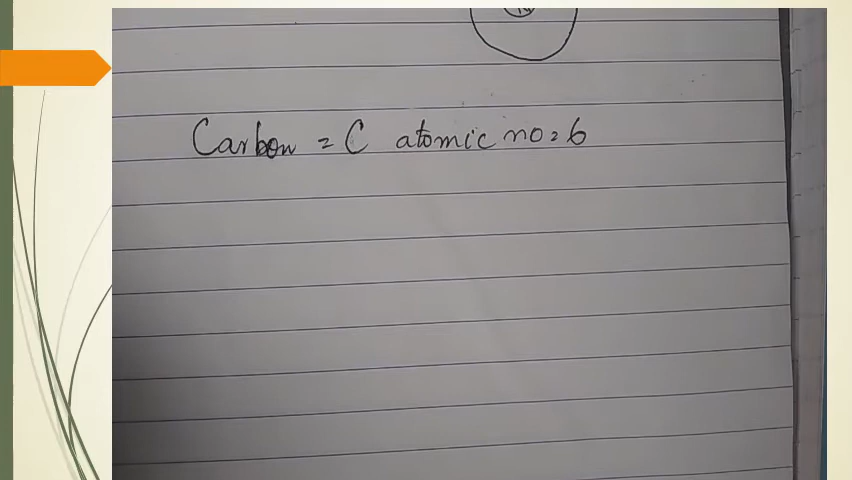 Carbon = C atomic no = 6